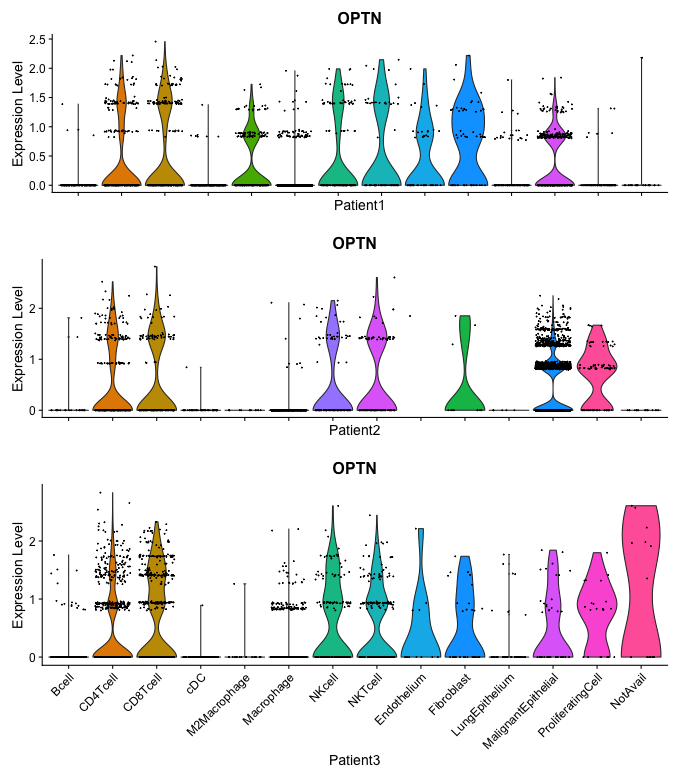 OPTN
Expression Level
2.5
2.0
1.5
1.0
0.5
0.0
Patient1
OPTN
Expression Level
2
1
0
Patient2
OPTN
Expression Level
2
1
0
Bcell
CD4Tcell
CD8Tcell
cDC
M2Macrophage
Macrophage
NKcell
NKTcell
Endothelium
Fibroblast
LungEpithelium
MalignantEpithelial
ProliferatingCell
NotAvail
Patient3